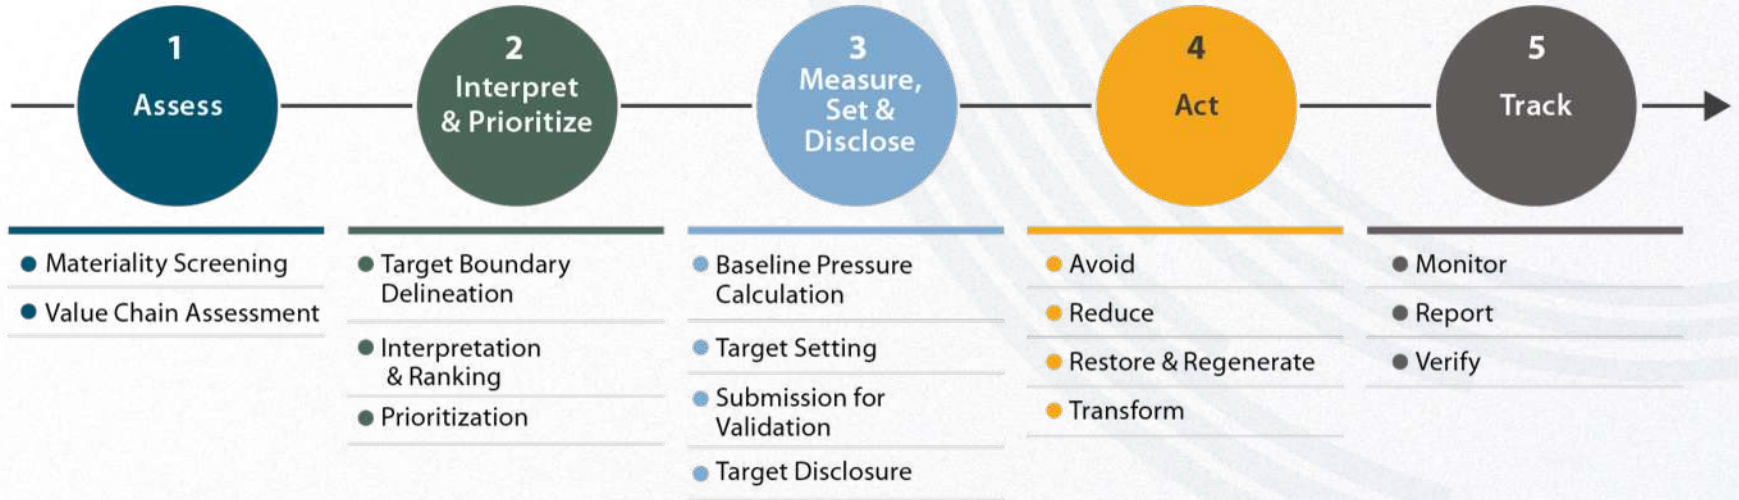 1
Assess
2
Interpret
& Prioritize
3
Measure,
Set &
Disclose
4
Act
5
Track
Materiality Screening
Value Chain Assessment
Target Boundary
Delineation
Interpretation
& Ranking
Prioritization
Baseline Pressure
Calculation
Target Setting
Submission for
Validation
Target Disclosure
Avoid
Reduce
Restore & Regenerate
Transform
Monitor
Report
Verify